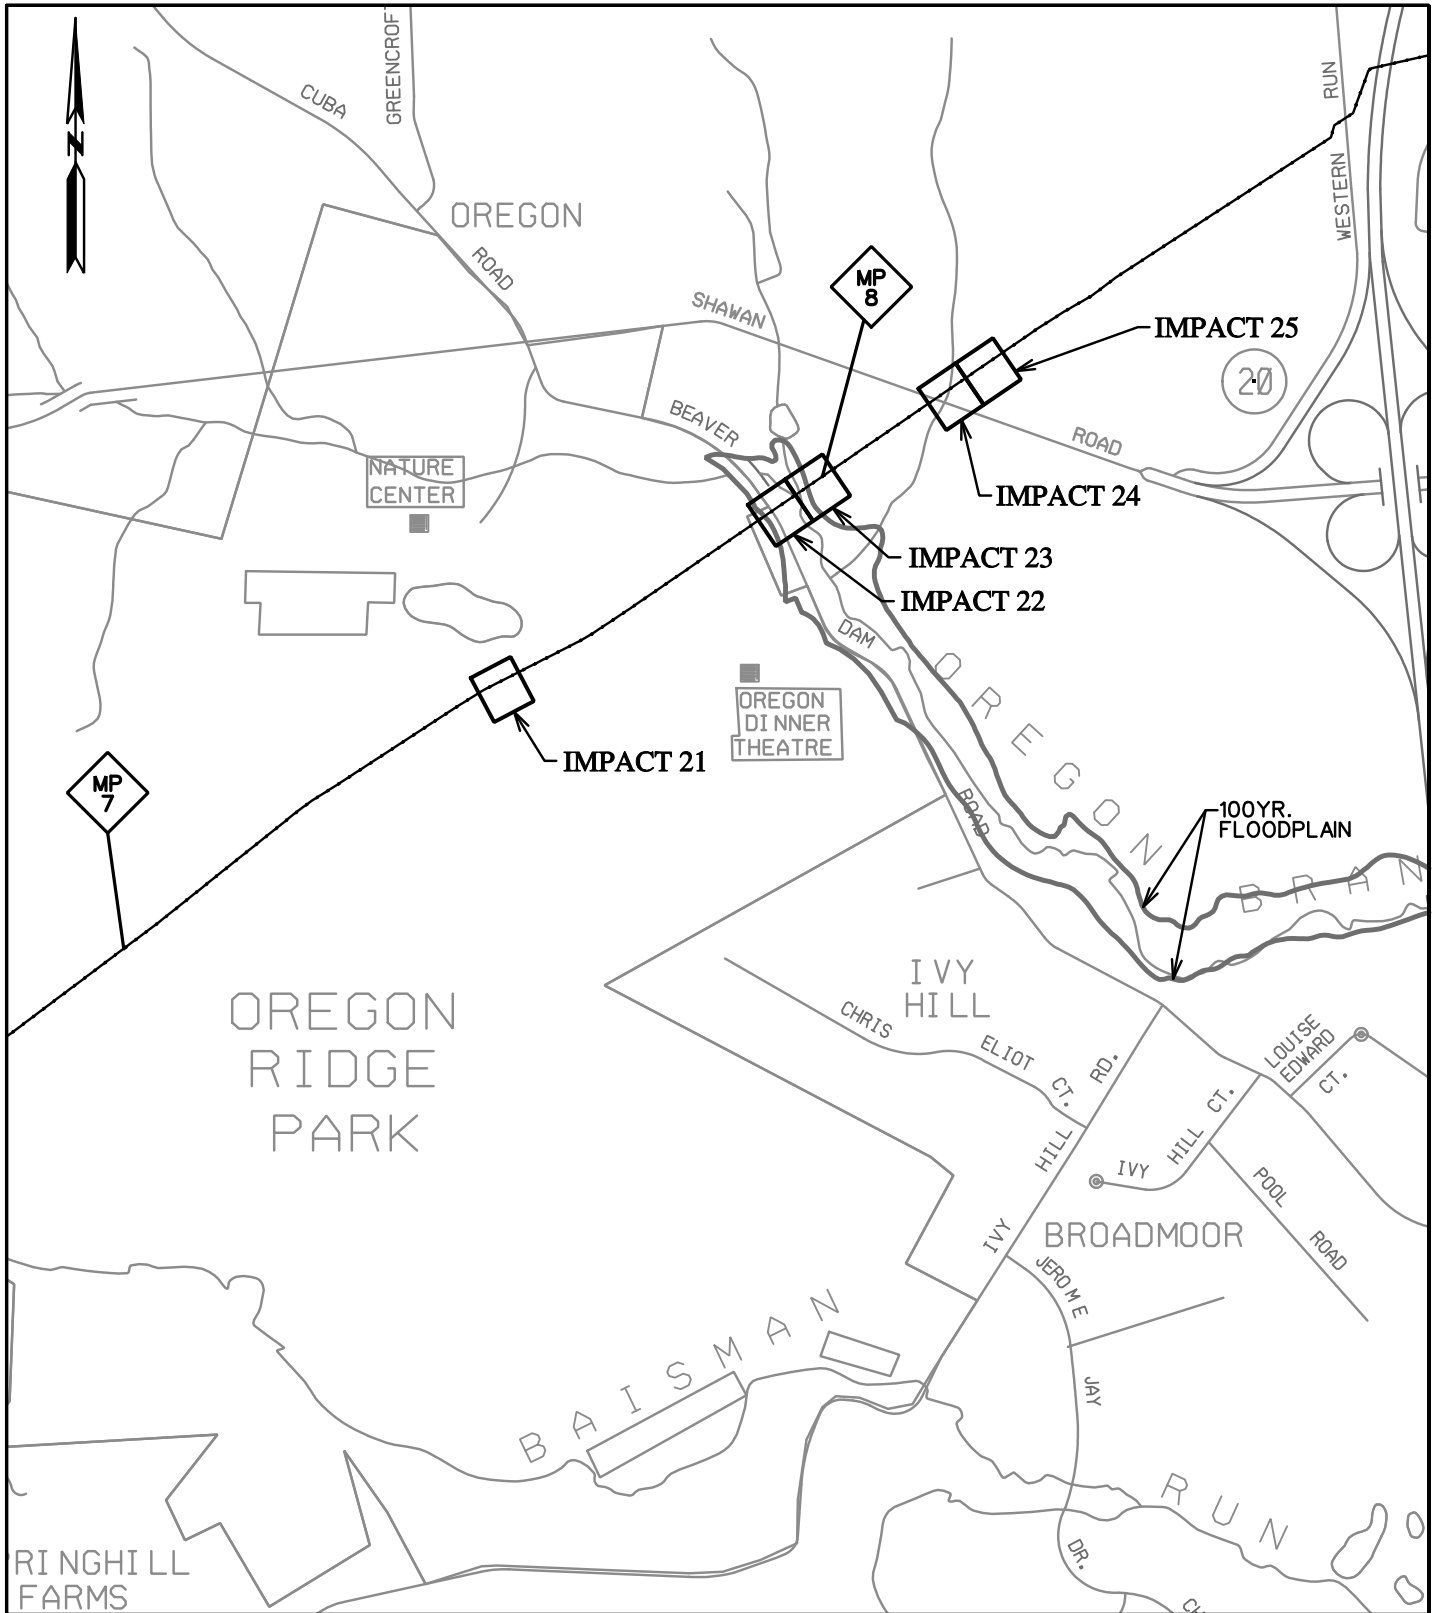 GREENCROF
CUBA
N
RUN
WESTERN
OREGON
ROAD
MP
8
SHAWAN
IMPACT 25
20
BEAVER
ROAD
NATURE
CENTER
IMPACT 24
IMPACT 23
IMPACT 22
DAM
OREGON
DINNER
THEATRE
IMPACT 21
MP
7
ROAD
100YR.
FLOODPLAIN
OREGON BRAN
IVY
HILL
OREGON
RIDGE
PARK
CHRIS ELIOT CT.
IVY HILL RD.
LOUISE
EDWARD
CT.
IVY HILL CT.
POOL ROAD
BROADMOOR
JEROME JAY DR.
BAISMAN RUN
RINGHILL
FARMS
CH